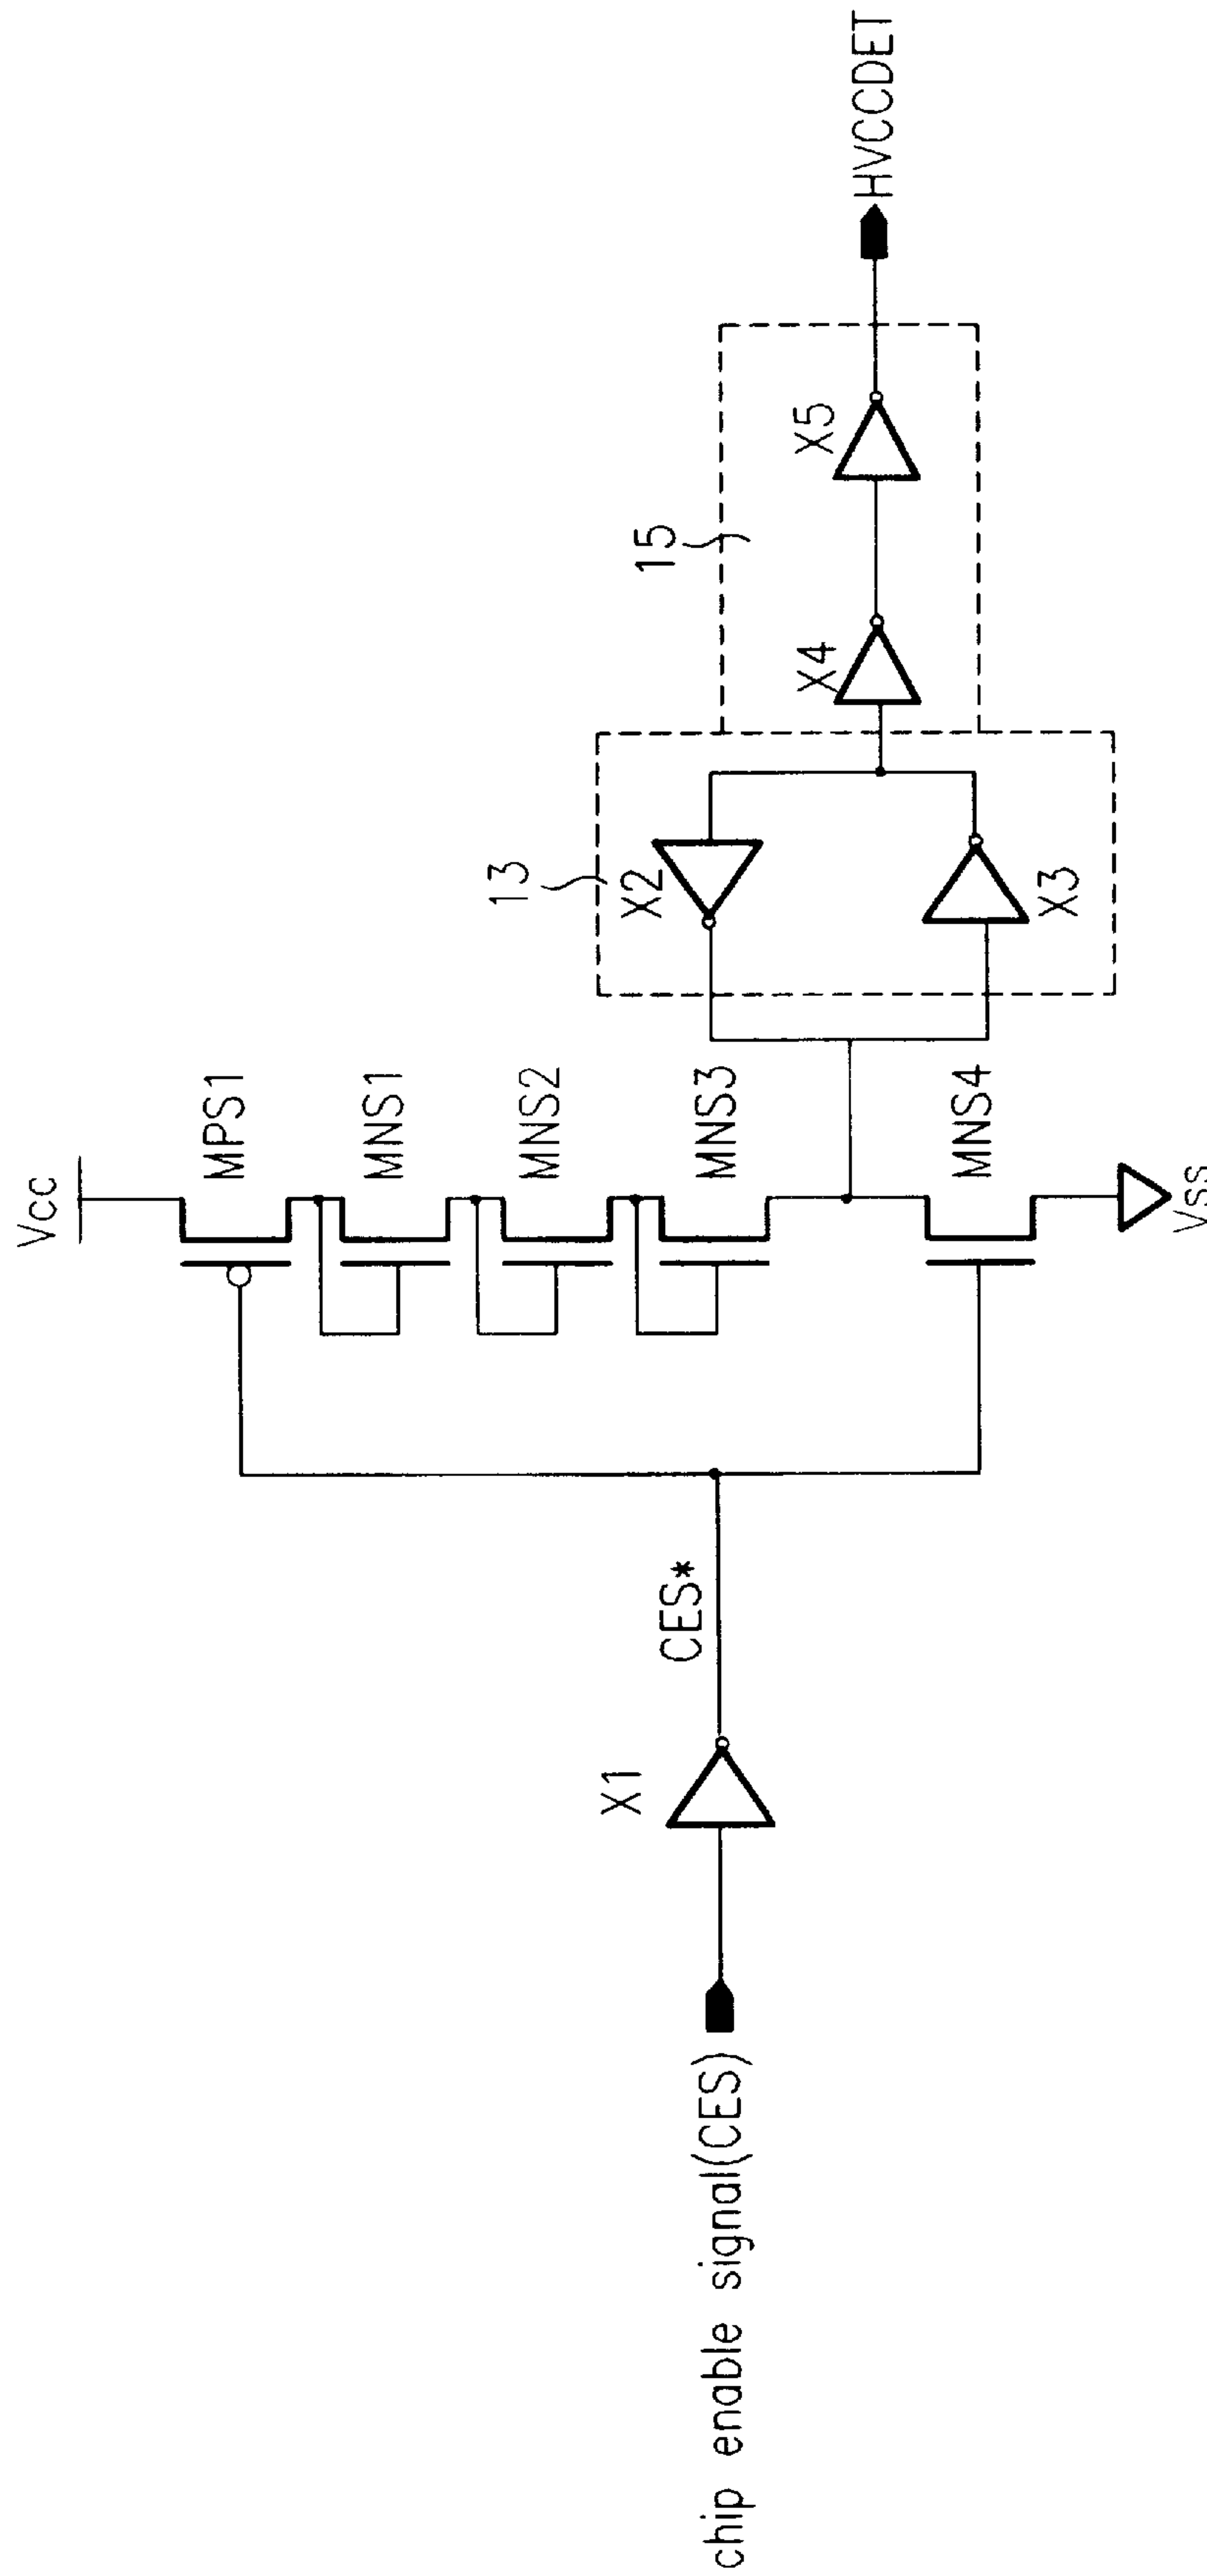 Vcc
MPS1
MNS1
MNS2
MNS3
MNS4
Vss
chip enable signal(CES)
X1
CES*
13
X2
X3
15
X4
X5
HVCCDET